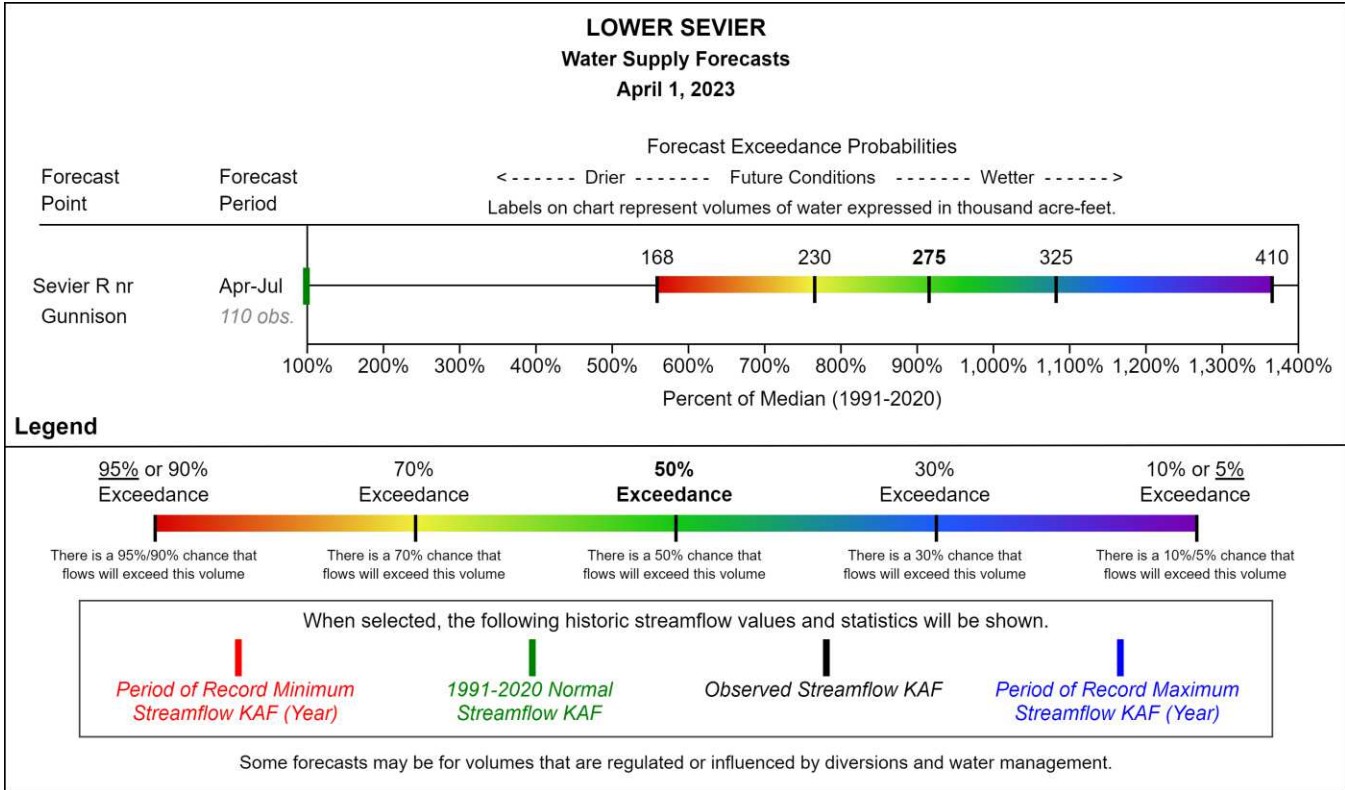 LOWER SEVIER
Water Supply Forecasts
April 1, 2023
Forecast Exceedance Probabilities
Forecast Point
Forecast Period
<------ Drier ------- Future Conditions ------- Wetter ------>
Labels on chart represent volumes of water expressed in thousand acre-feet.
168 230 275 325 410
Sevier R nr Gunnison
Apr-Jul
110 obs.
100% 200% 300% 400% 500% 600% 700% 800% 900% 1,000% 1,100% 1,200% 1,300% 1,400%
Percent of Median (1991-2020)
Legend
95% or 90%
Exceedance
70%
Exceedance
50%
Exceedance
30%
Exceedance
10% or 5%
Exceedance
There is a 95%/90% chance that
flows will exceed this volume
There is a 70% chance that
flows will exceed this volume
There is a 50% chance that
flows will exceed this volume
There is a 30% chance that
flows will exceed this volume
There is a 10%/5% chance that
flows will exceed this volume
When selected, the following historic streamflow values and statistics will be shown.
Period of Record Minimum
Streamflow KAF (Year)
1991-2020 Normal
Streamflow KAF
Observed Streamflow KAF
Period of Record Maximum
Streamflow KAF (Year)
Some forecasts may be for volumes that are regulated or influenced by diversions and water management.